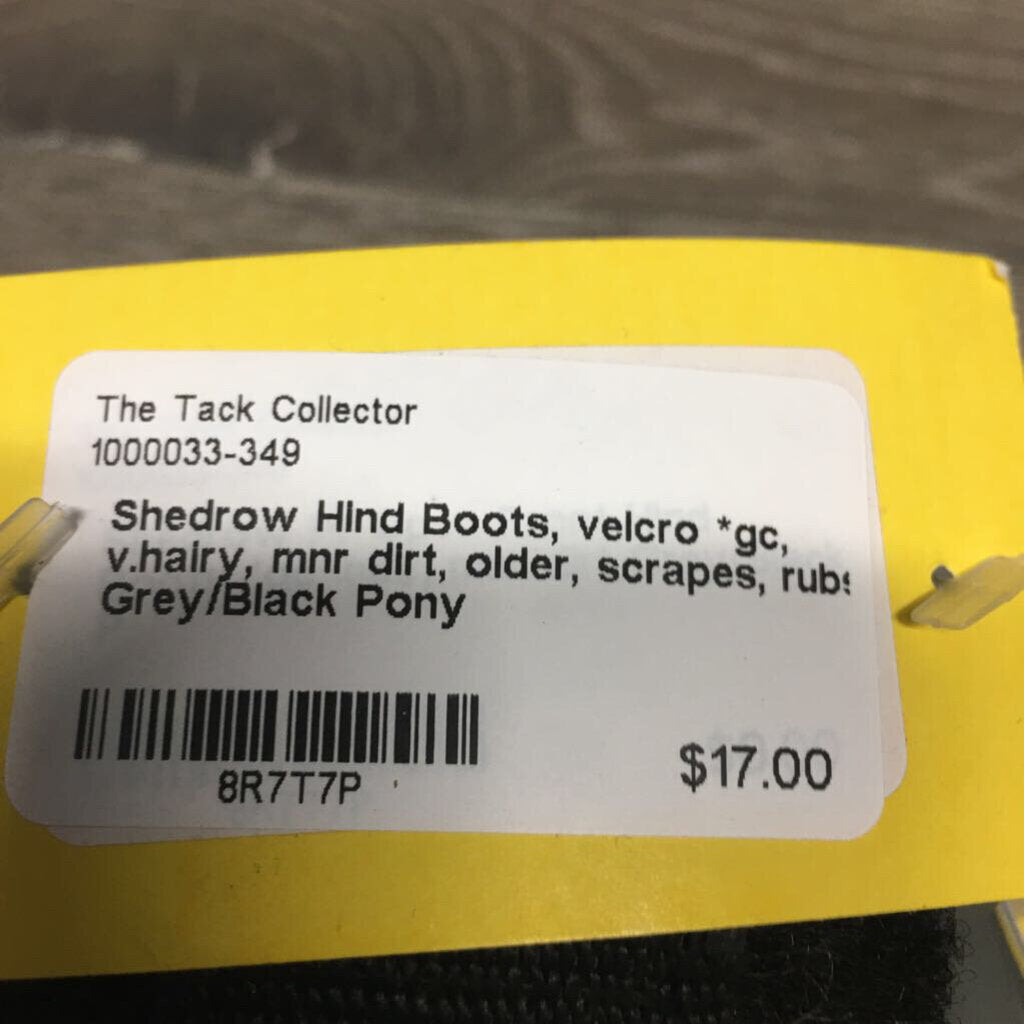 The Tack Collector
1000033-349
Shedrow Hind Boots, velcro *gc,
v.hairy, mnr dirt, older, scrapes, rubs
Grey/Black Pony
8R7T7P
$17.00